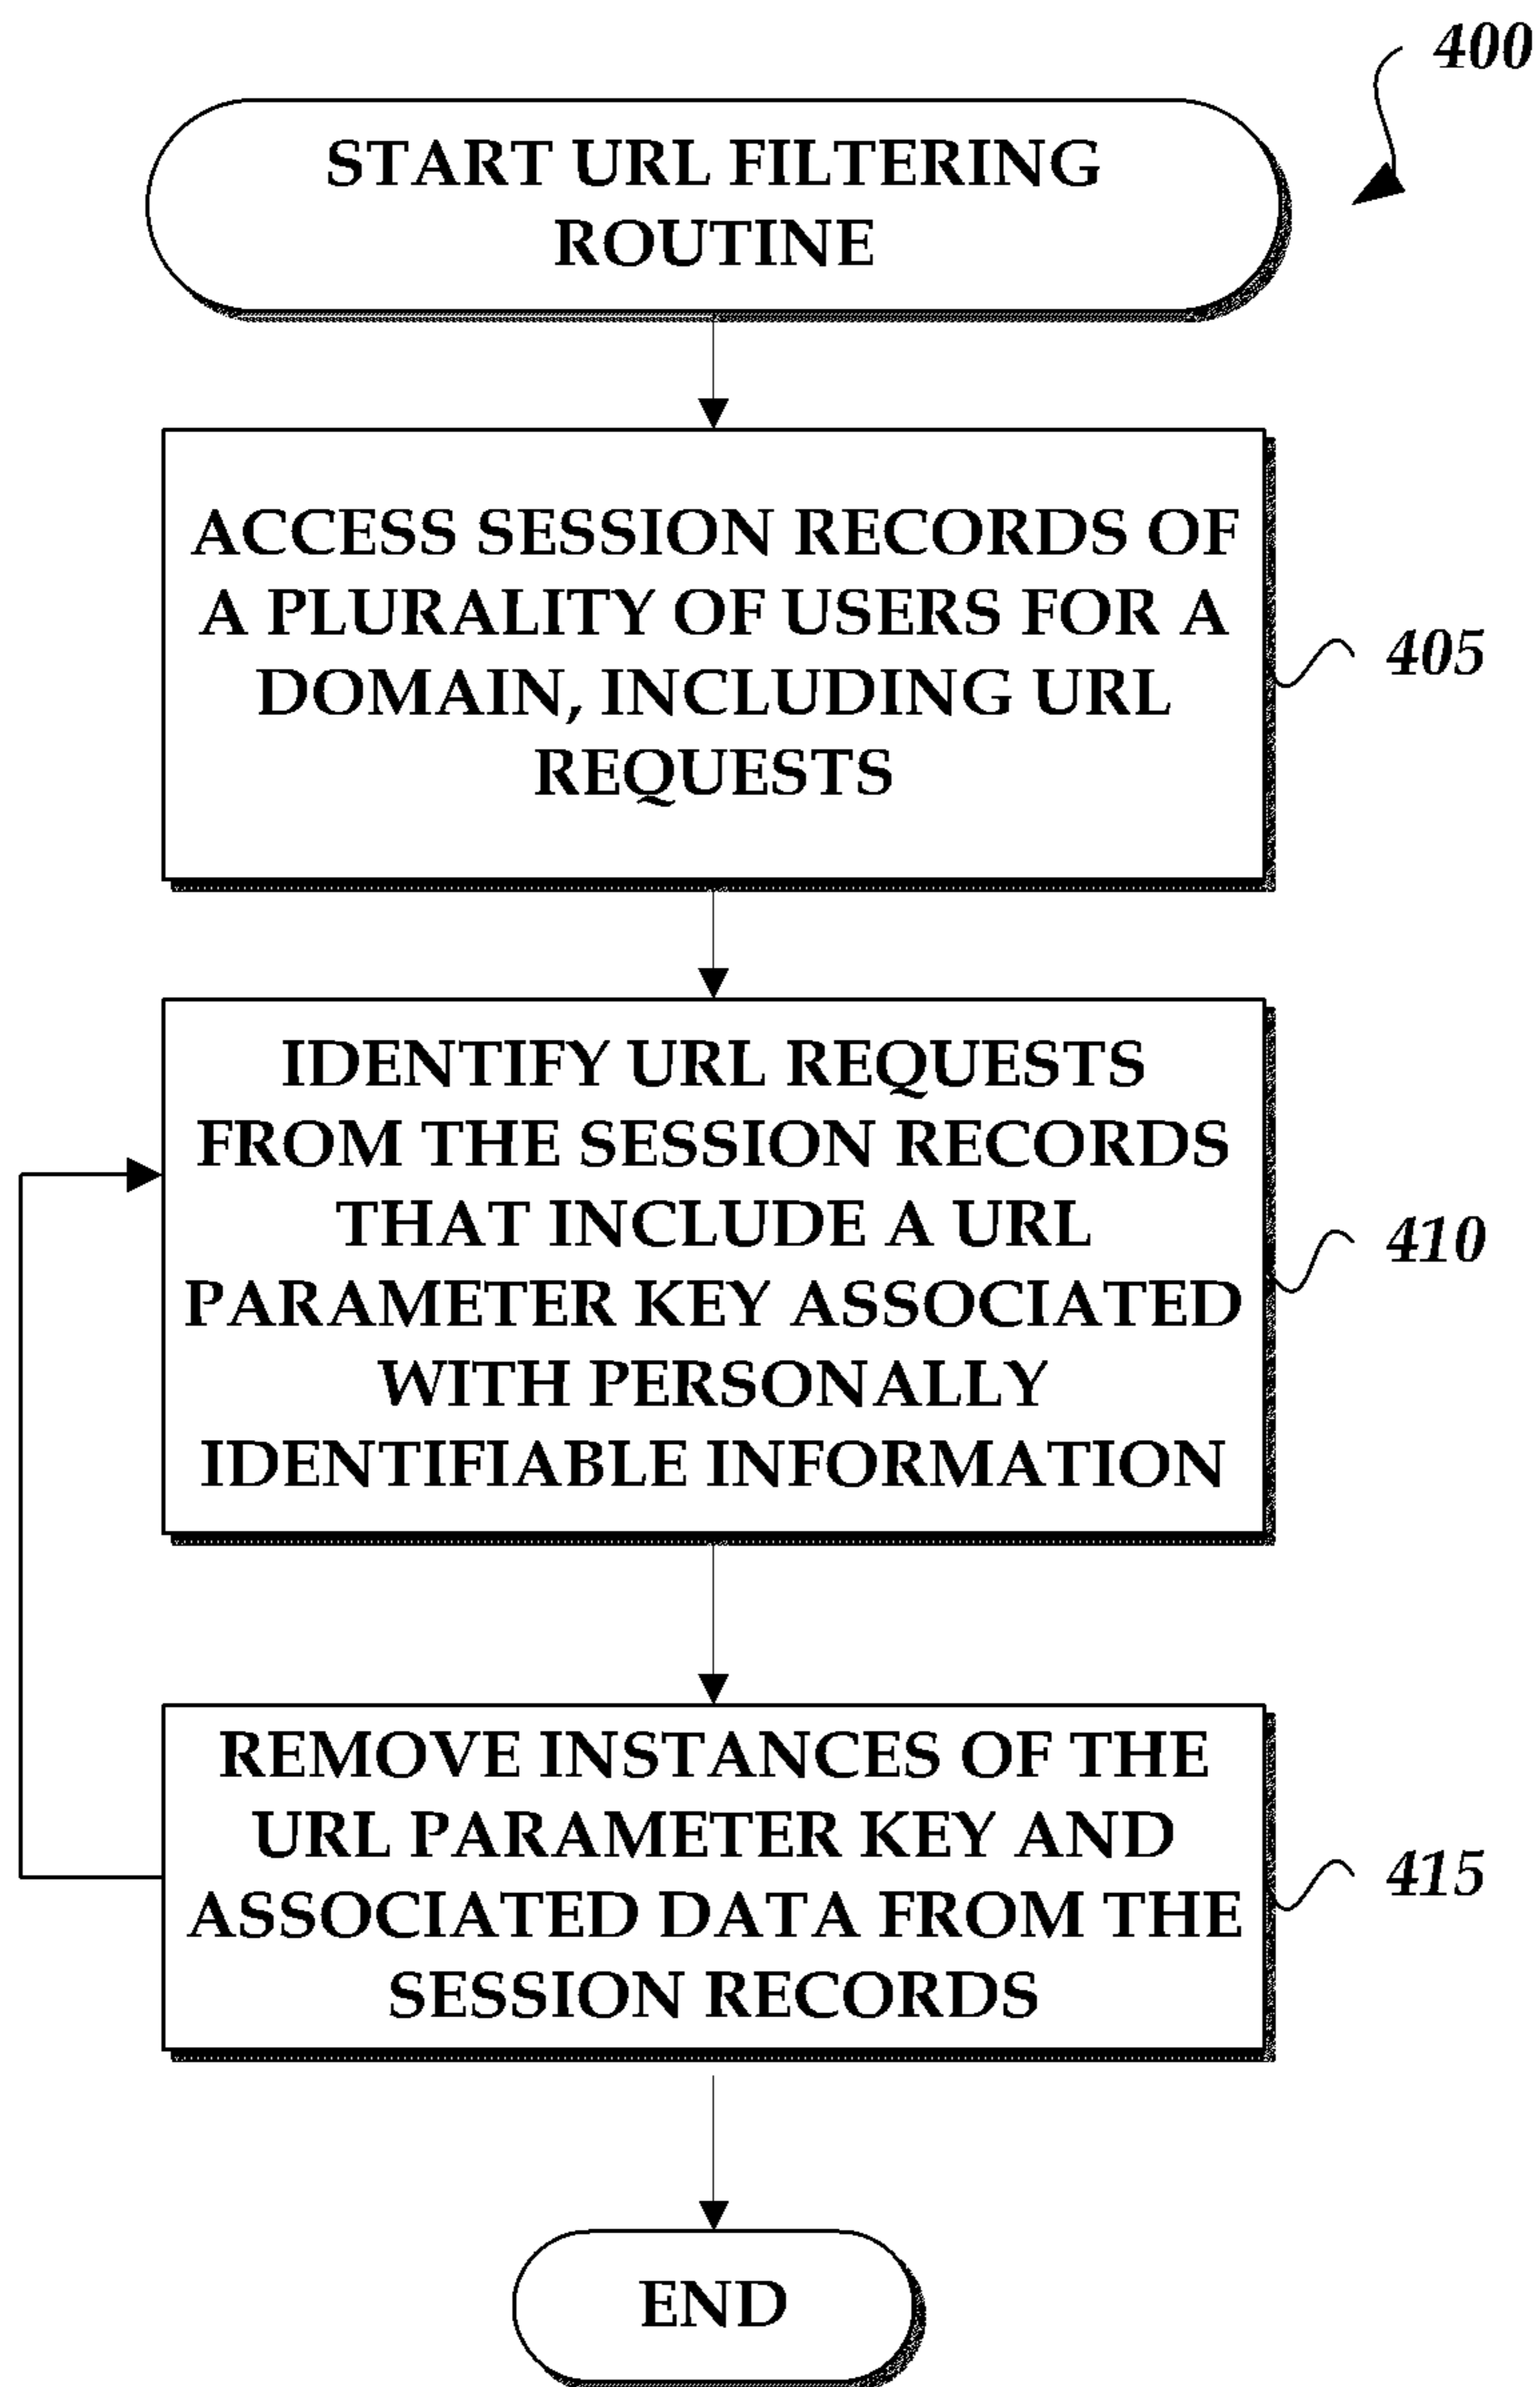 400
START URL FILTERING
ROUTINE
ACCESS SESSION RECORDS OF
A PLURALITY OF USERS FOR A
DOMAIN, INCLUDING URL
REQUESTS
405
IDENTIFY URL REQUESTS
FROM THE SESSION RECORDS
THAT INCLUDE A URL
PARAMETER KEY ASSOCIATED
WITH PERSONALLY
IDENTIFIABLE INFORMATION
410
REMOVE INSTANCES OF THE
URL PARAMETER KEY AND
ASSOCIATED DATA FROM THE
SESSION RECORDS
415
END